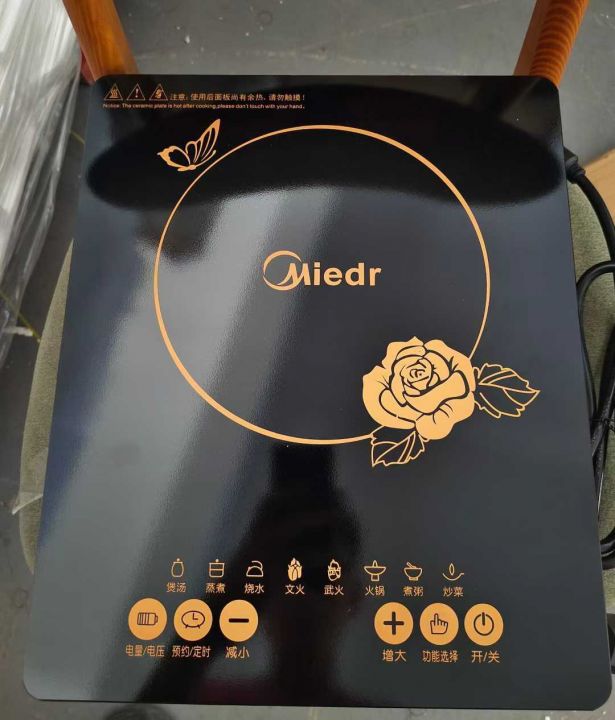 注意：使用后面板尚有余热，请勿触摸！
Notice: The ceramic plate is hot after cooking,please don't touch with your hand.
Miedr
煲汤 蒸煮 烧水 文火 武火 火锅 煮粥 炒菜
电量/电压 预约/定时 减小 增大 功能选择 开/关